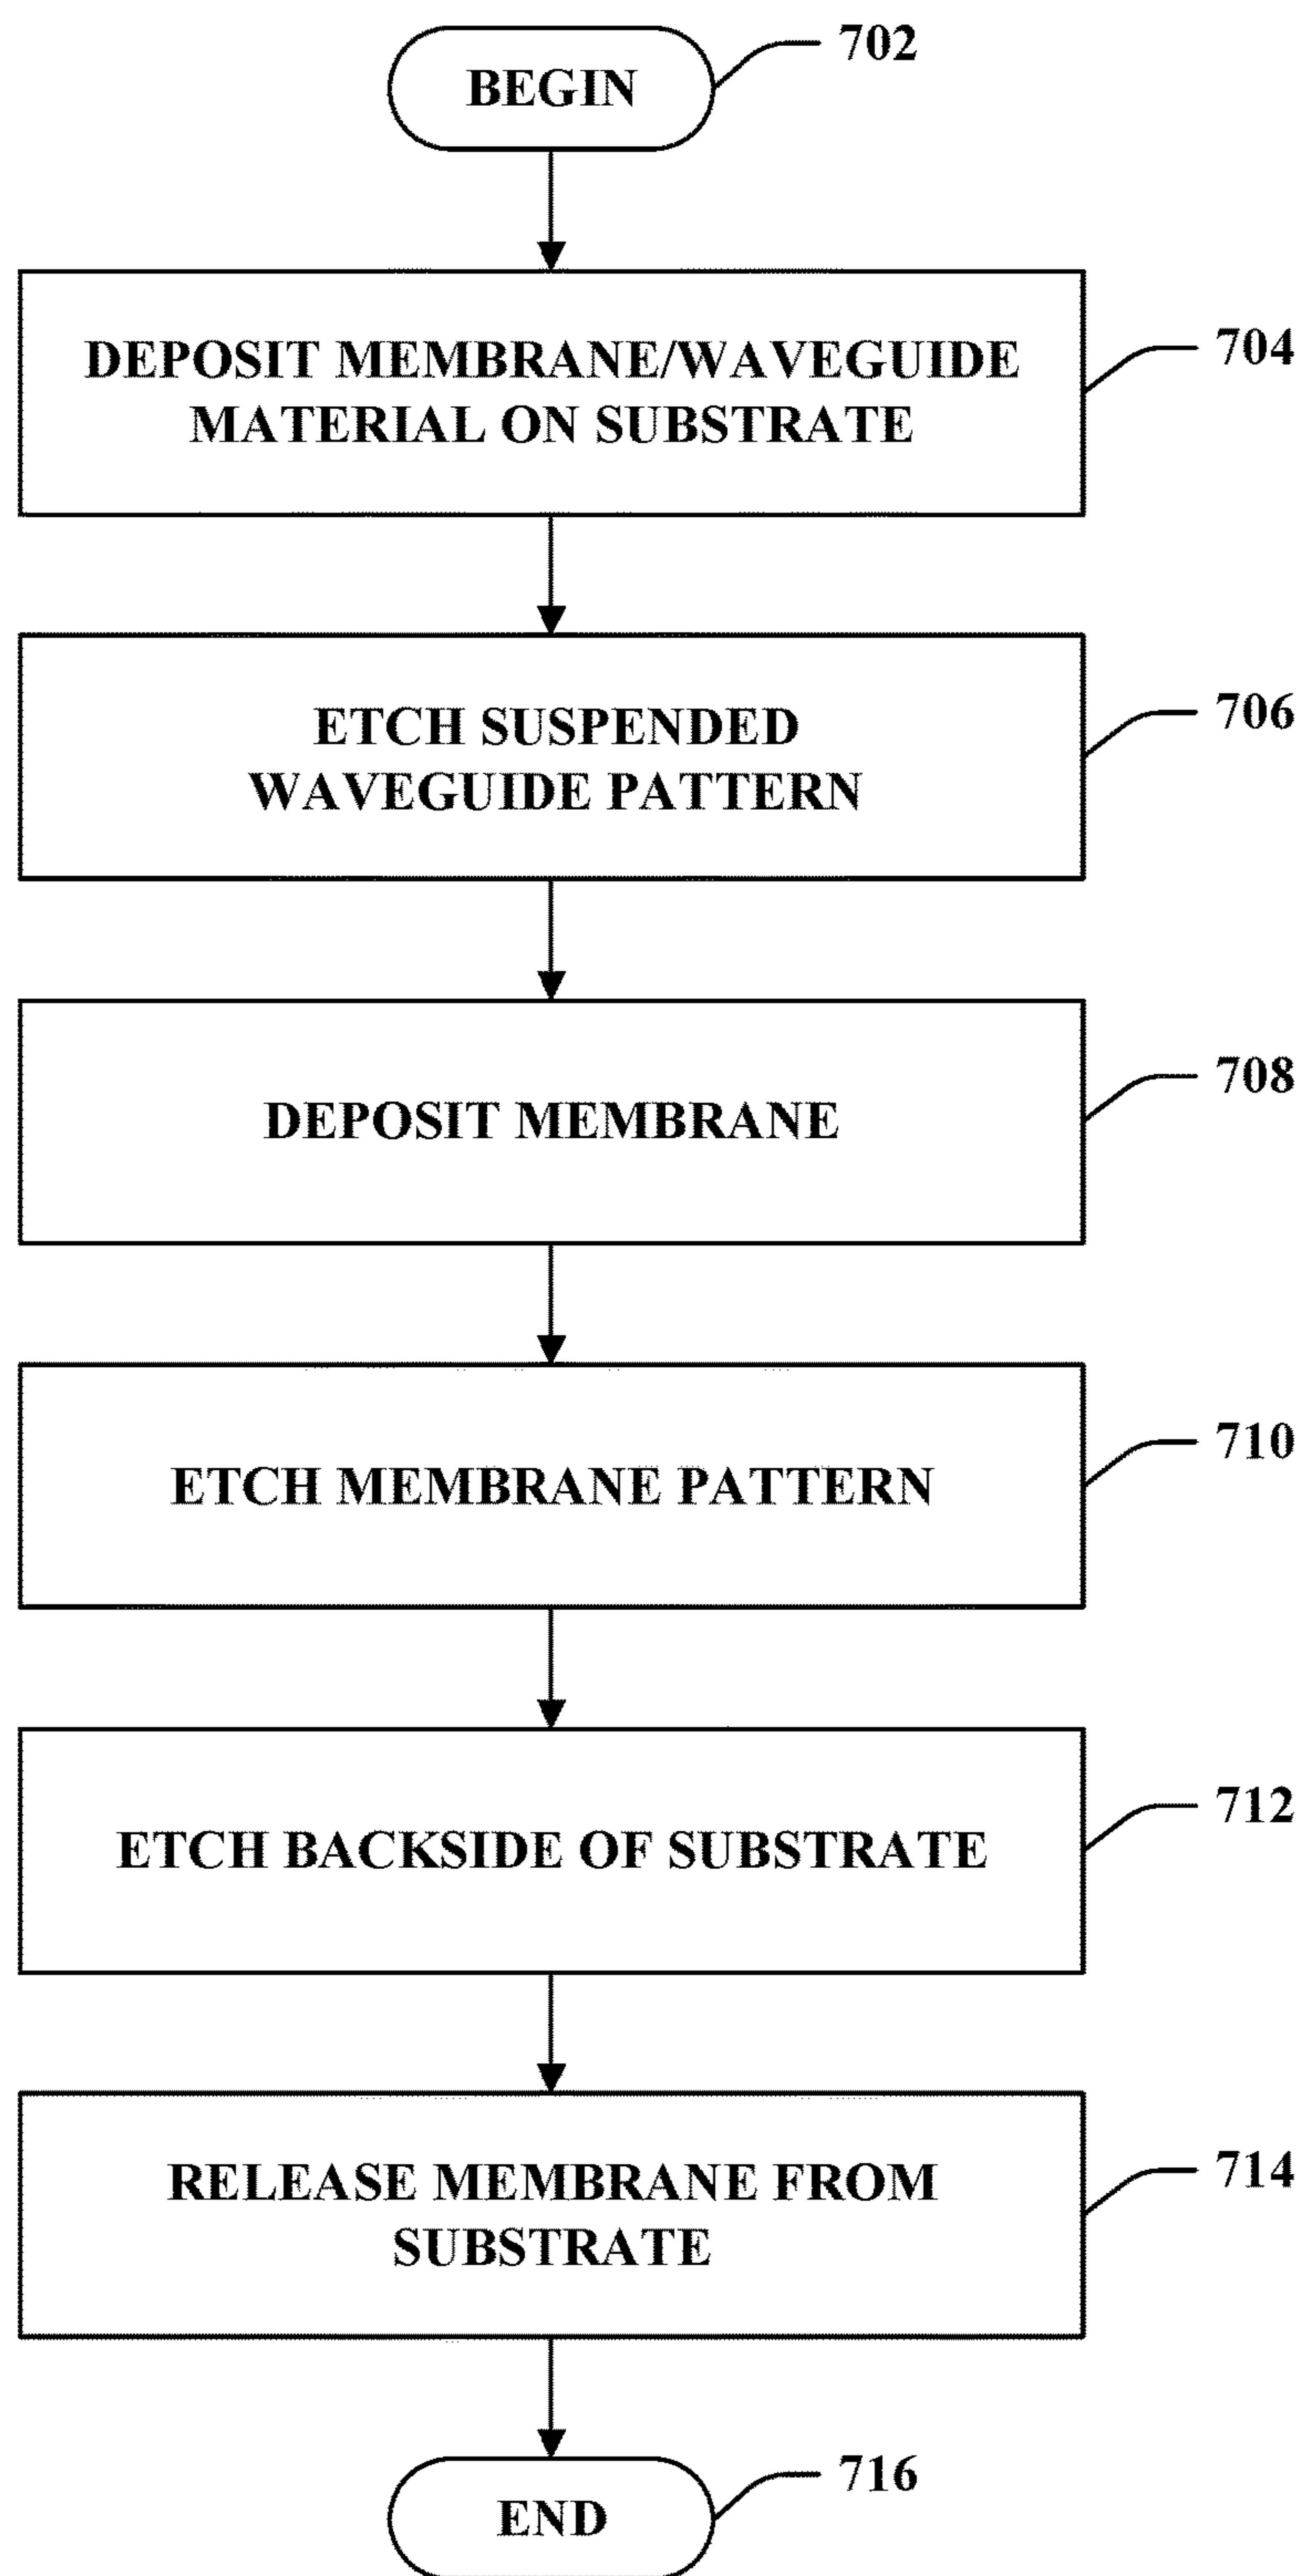 BEGIN
702
DEPOSIT MEMBRANE/WAVEGUIDE
MATERIAL ON SUBSTRATE
704
ETCH SUSPENDED
WAVEGUIDE PATTERN
706
DEPOSIT MEMBRANE
708
ETCH MEMBRANE PATTERN
710
ETCH BACKSIDE OF SUBSTRATE
712
RELEASE MEMBRANE FROM
SUBSTRATE
714
END
716